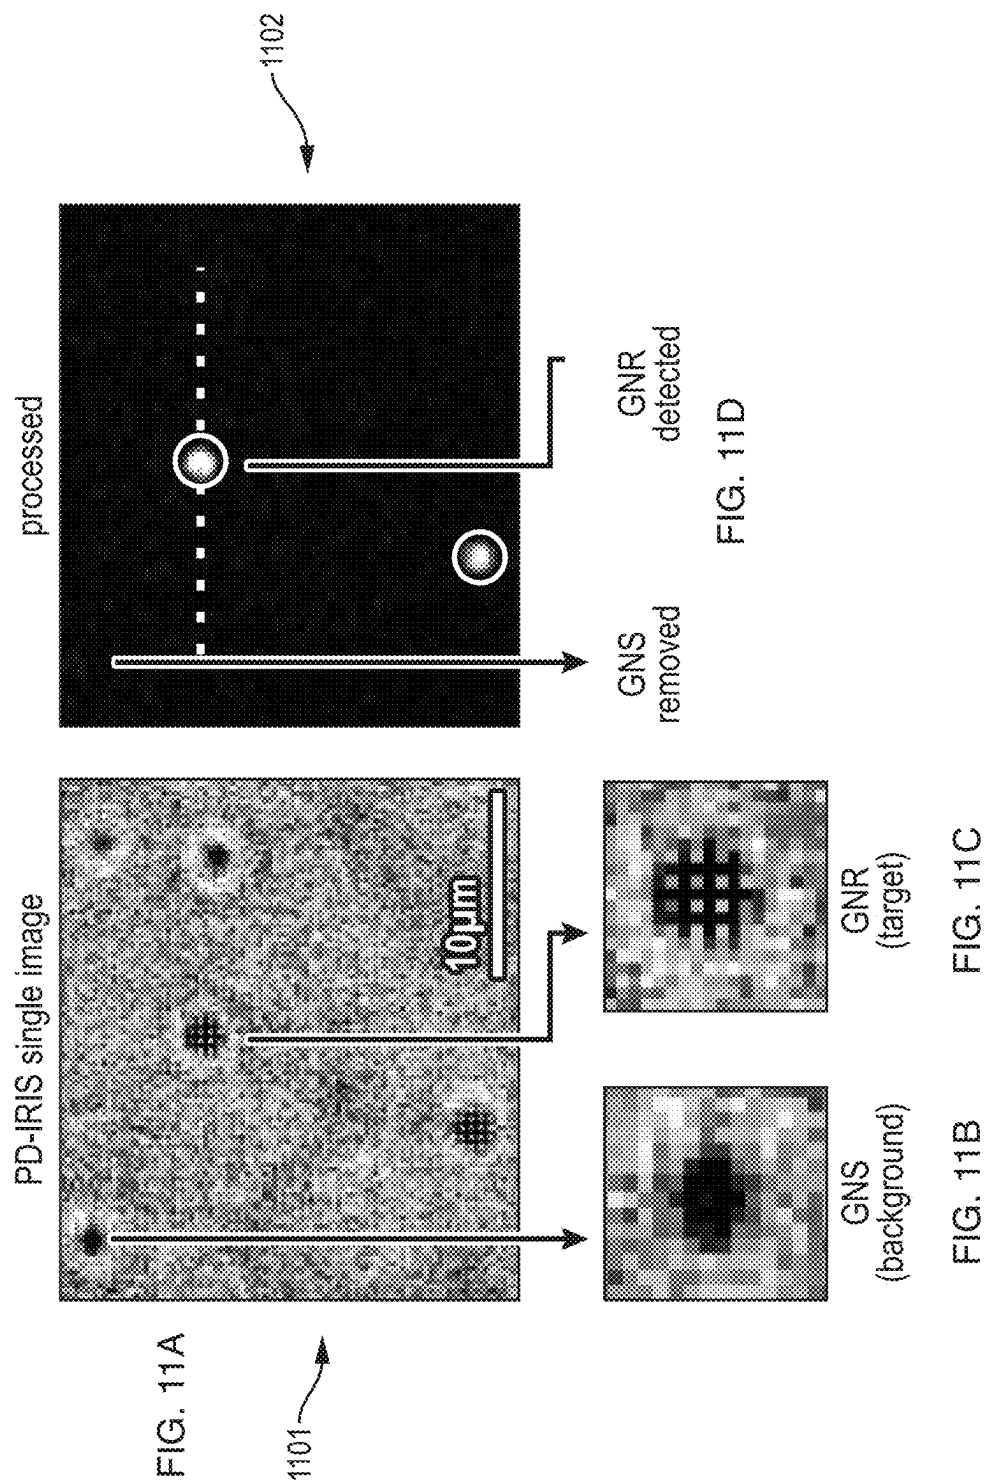 FIG. 11A
1101
PD-IRIS single image
10µm
GNS
(background)
FIG. 11B
GNR
(target)
FIG. 11C
processed
1102
GNS
removed
GNR
detected
FIG. 11D